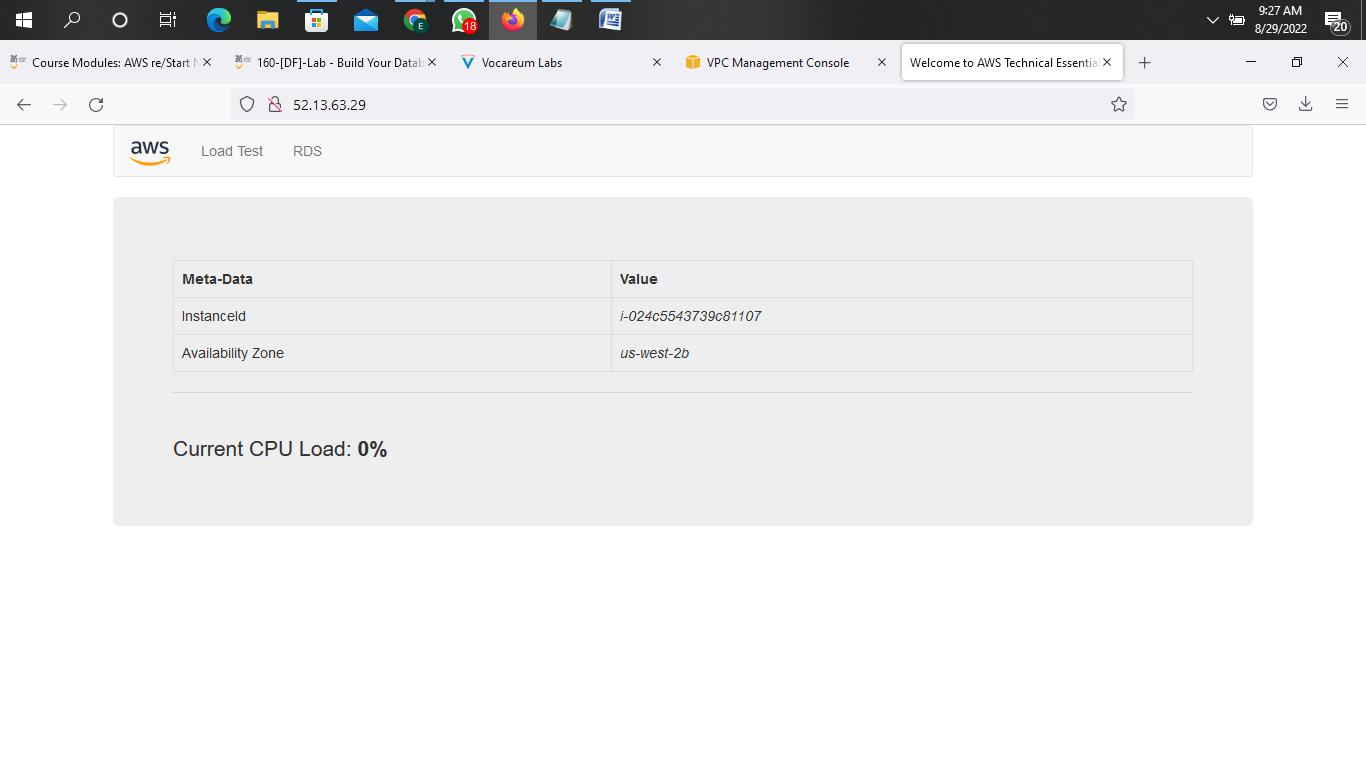 9:27 AM
8/29/2022
E
18
20
Course Modules: AWS re/Start
160-[DF]-Lab - Build Your Datab
Vocareum Labs
VPC Management Console
Welcome to AWS Technical Essential
52.13.63.29
aws Load Test RDS
Meta-Data Value
InstanceId i-024c5543739c81107
Availability Zone us-west-2b
Current CPU Load: 0%